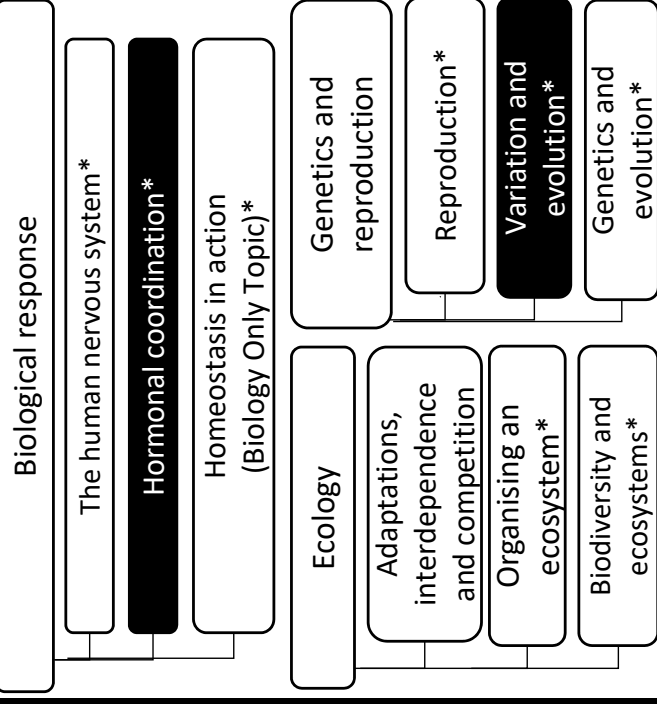 Biological response
The human nervous system*
Hormonal coordination*
Homeostasis in action
(Biology Only Topic)*
Ecology
Adaptations,
interdependence
and competition
Organising an
ecosystem*
Biodiversity and
ecosystems*
Genetics and
reproduction
Reproduction*
Variation and
evolution*
Genetics and
evolution*